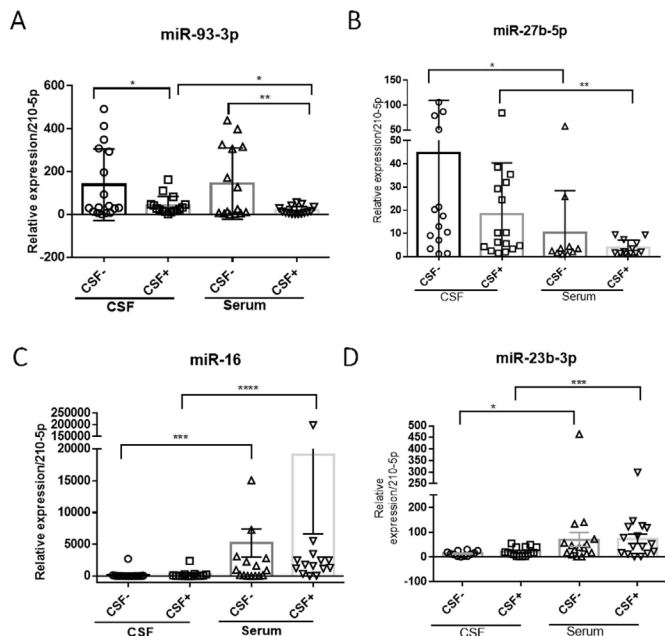 A
miR-93-3p
Relative expression/210-5p
600
400
200
0
-200
*
*
**
CSF-
CSF+
CSF-
CSF+
CSF
Serum
B
miR-27b-5p
Relative expression/210-5p
150
100
50
50
40
30
20
10
0
*
**
CSF-
CSF+
CSF-
CSF+
CSF
Serum
C
miR-16
Relative expression/210-5p
250000
200000
150000
100000
20000
15000
10000
5000
0
***
****
CSF-
CSF+
CSF-
CSF+
CSF
Serum
D
miR-23b-3p
Relative
expression/210-5p
500
450
400
350
300
250
200
100
0
-100
*
***
CSF-
CSF+
CSF-
CSF+
CSF
Serum